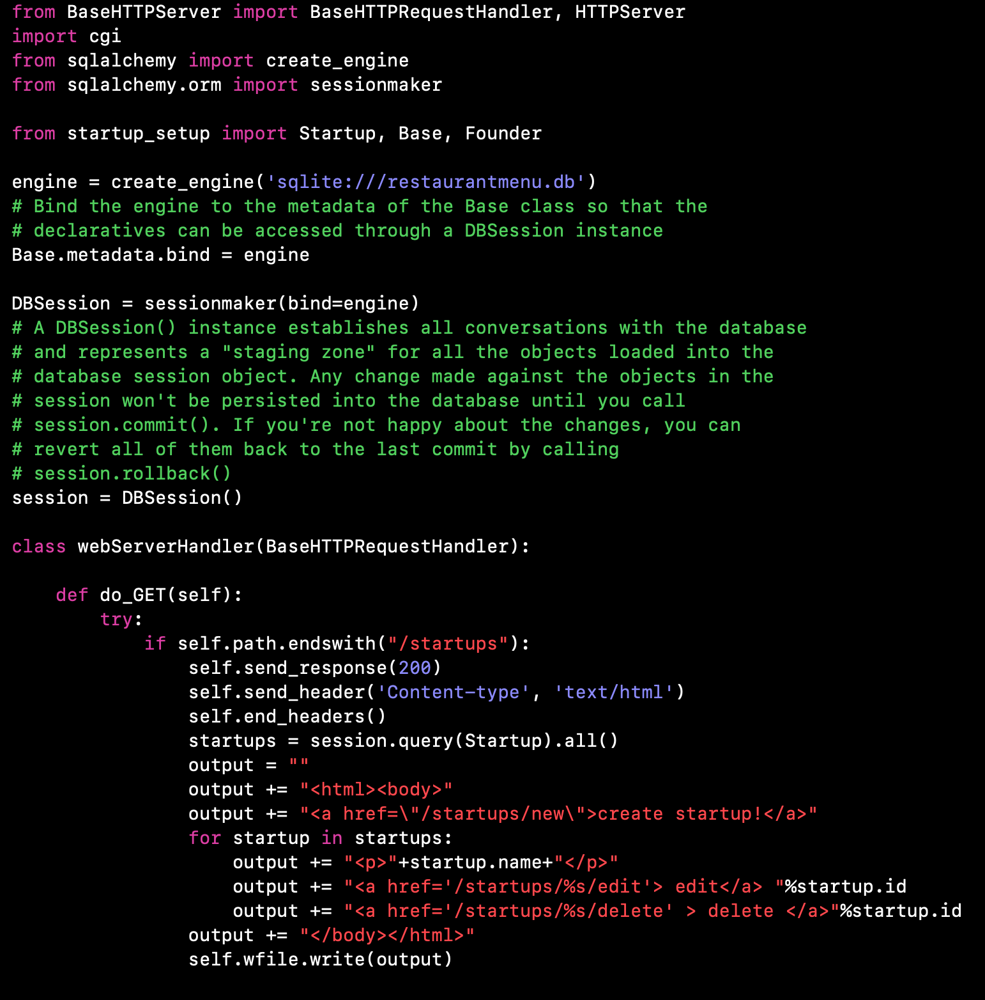 from BaseHTTPServer import BaseHTTPRequestHandler, HTTPServer
import cgi
from sqlalchemy import create_engine
from sqlalchemy.orm import sessionmaker

from startup_setup import Startup, Base, Founder

engine = create_engine('sqlite:///restaurantmenu.db')
# Bind the engine to the metadata of the Base class so that the
# declaratives can be accessed through a DBSession instance
Base.metadata.bind = engine

DBSession = sessionmaker(bind=engine)
# A DBSession() instance establishes all conversations with the database
# and represents a "staging zone" for all the objects loaded into the
# database session object. Any change made against the objects in the
# session won't be persisted into the database until you call
# session.commit(). If you're not happy about the changes, you can
# revert all of them back to the last commit by calling
# session.rollback()
session = DBSession()

class webServerHandler(BaseHTTPRequestHandler):

    def do_GET(self):
        try:
            if self.path.endswith("/startups"):
                self.send_response(200)
                self.send_header('Content-type', 'text/html')
                self.end_headers()
                startups = session.query(Startup).all()
                output = ""
                output += "<html><body>"
                output += "<a href=\"/startups/new\">create startup!</a>"
                for startup in startups:
                    output += "<p>"+startup.name+"</p>"
                    output += "<a href='/startups/%s/edit'> edit</a> "%startup.id
                    output += "<a href='/startups/%s/delete' > delete </a>"%startup.id
                output += "</body></html>"
                self.wfile.write(output)